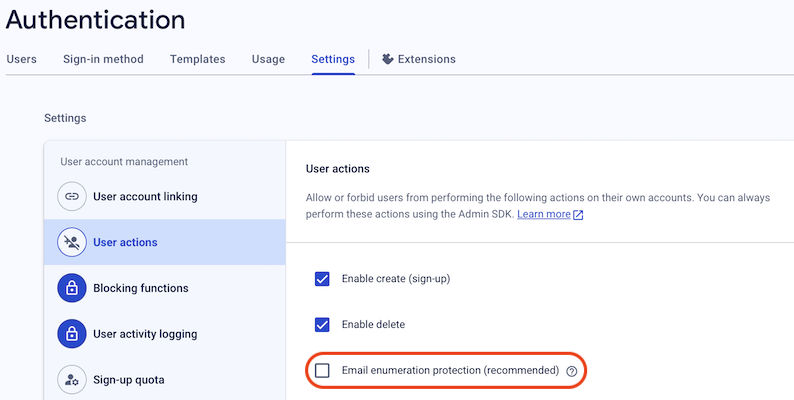 Authentication
Users Sign-in method Templates Usage Settings Extensions
Settings
User account management
User account linking
User actions
Blocking functions
User activity logging
Sign-up quota
User actions
Allow or forbid users from performing the following actions on their own accounts. You can always
perform these actions using the Admin SDK. Learn more
Enable create (sign-up)
Enable delete
Email enumeration protection (recommended)